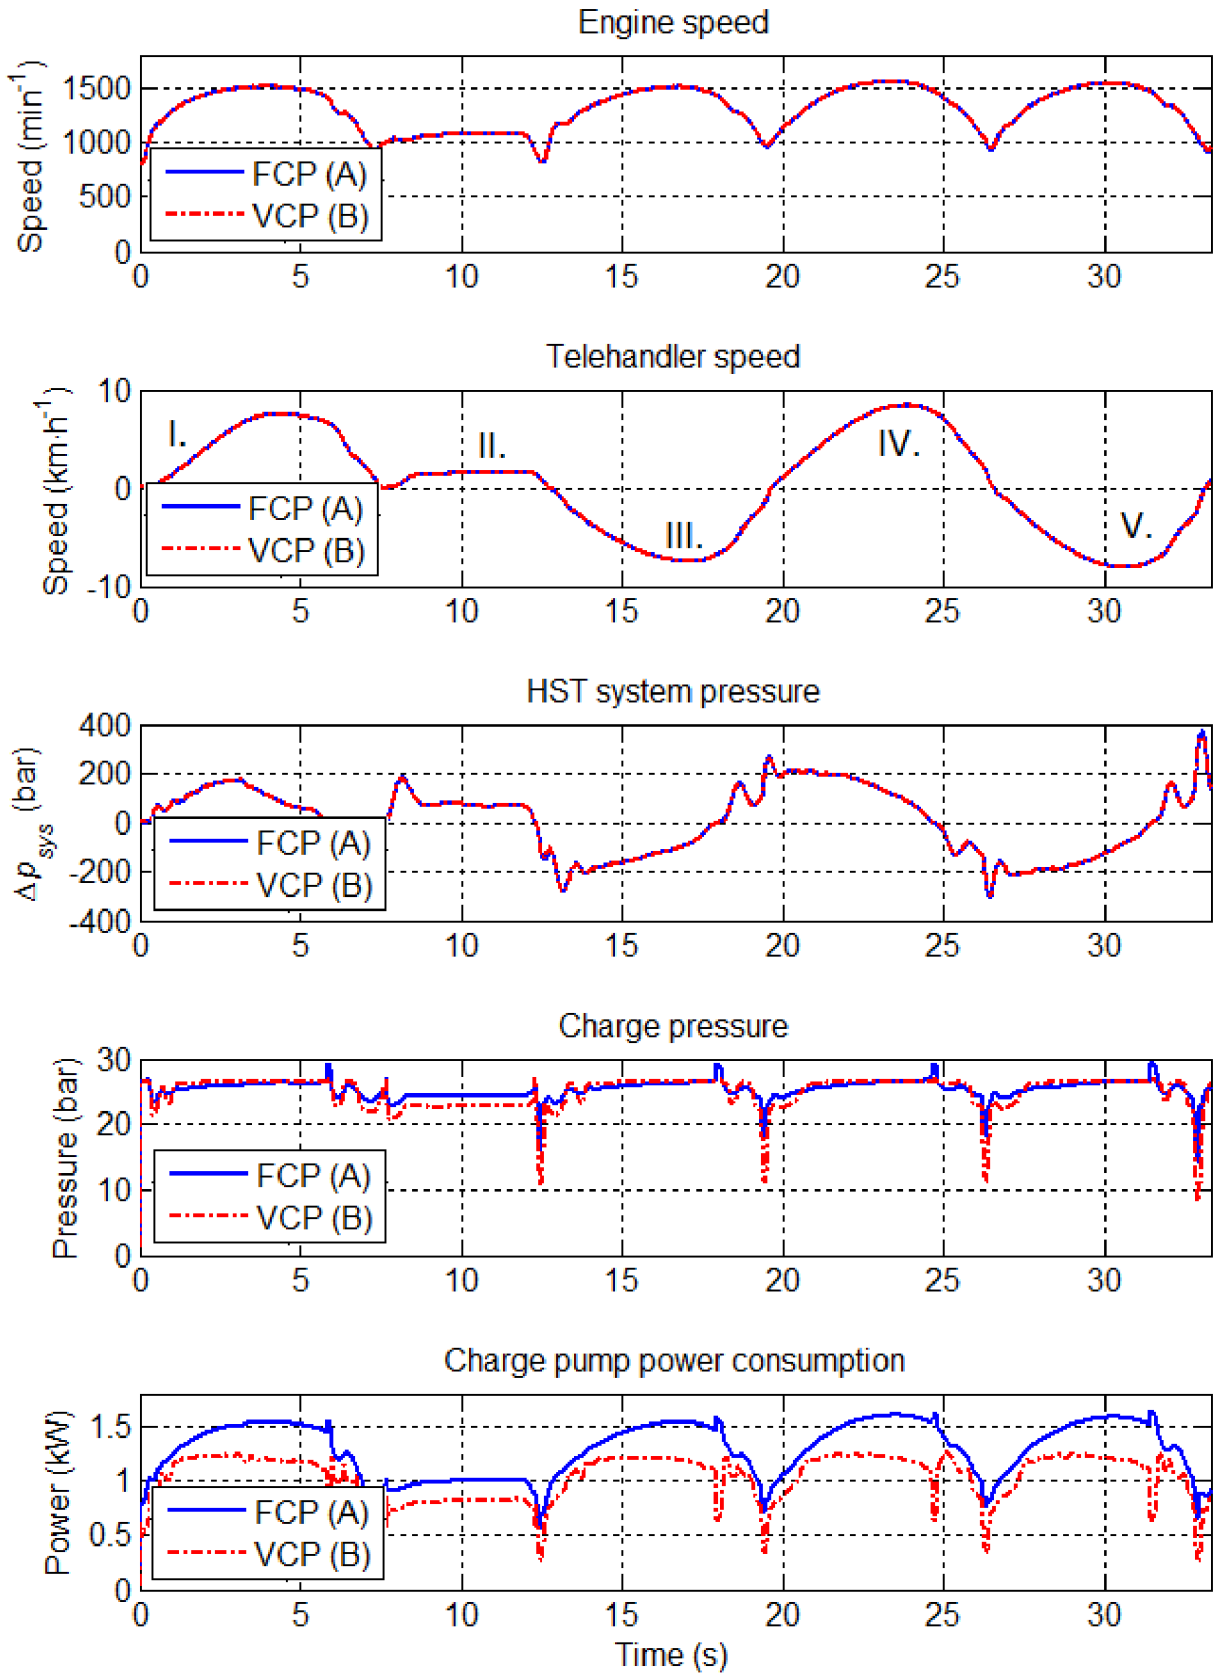 Engine speed
Speed (min⁻¹)
1500
1000
500
0
FCP (A)
VCP (B)
0 5 10 15 20 25 30
Telehandler speed
Speed (km·h⁻¹)
10
0
-10
I.
II.
III.
IV.
V.
FCP (A)
VCP (B)
0 5 10 15 20 25 30
HST system pressure
Δp sys (bar)
400
200
0
-200
-400
FCP (A)
VCP (B)
0 5 10 15 20 25 30
Charge pressure
Pressure (bar)
30
20
10
0
FCP (A)
VCP (B)
0 5 10 15 20 25 30
Charge pump power consumption
Power (kW)
1.5
1
0.5
0
FCP (A)
VCP (B)
0 5 10 15 20 25 30
Time (s)